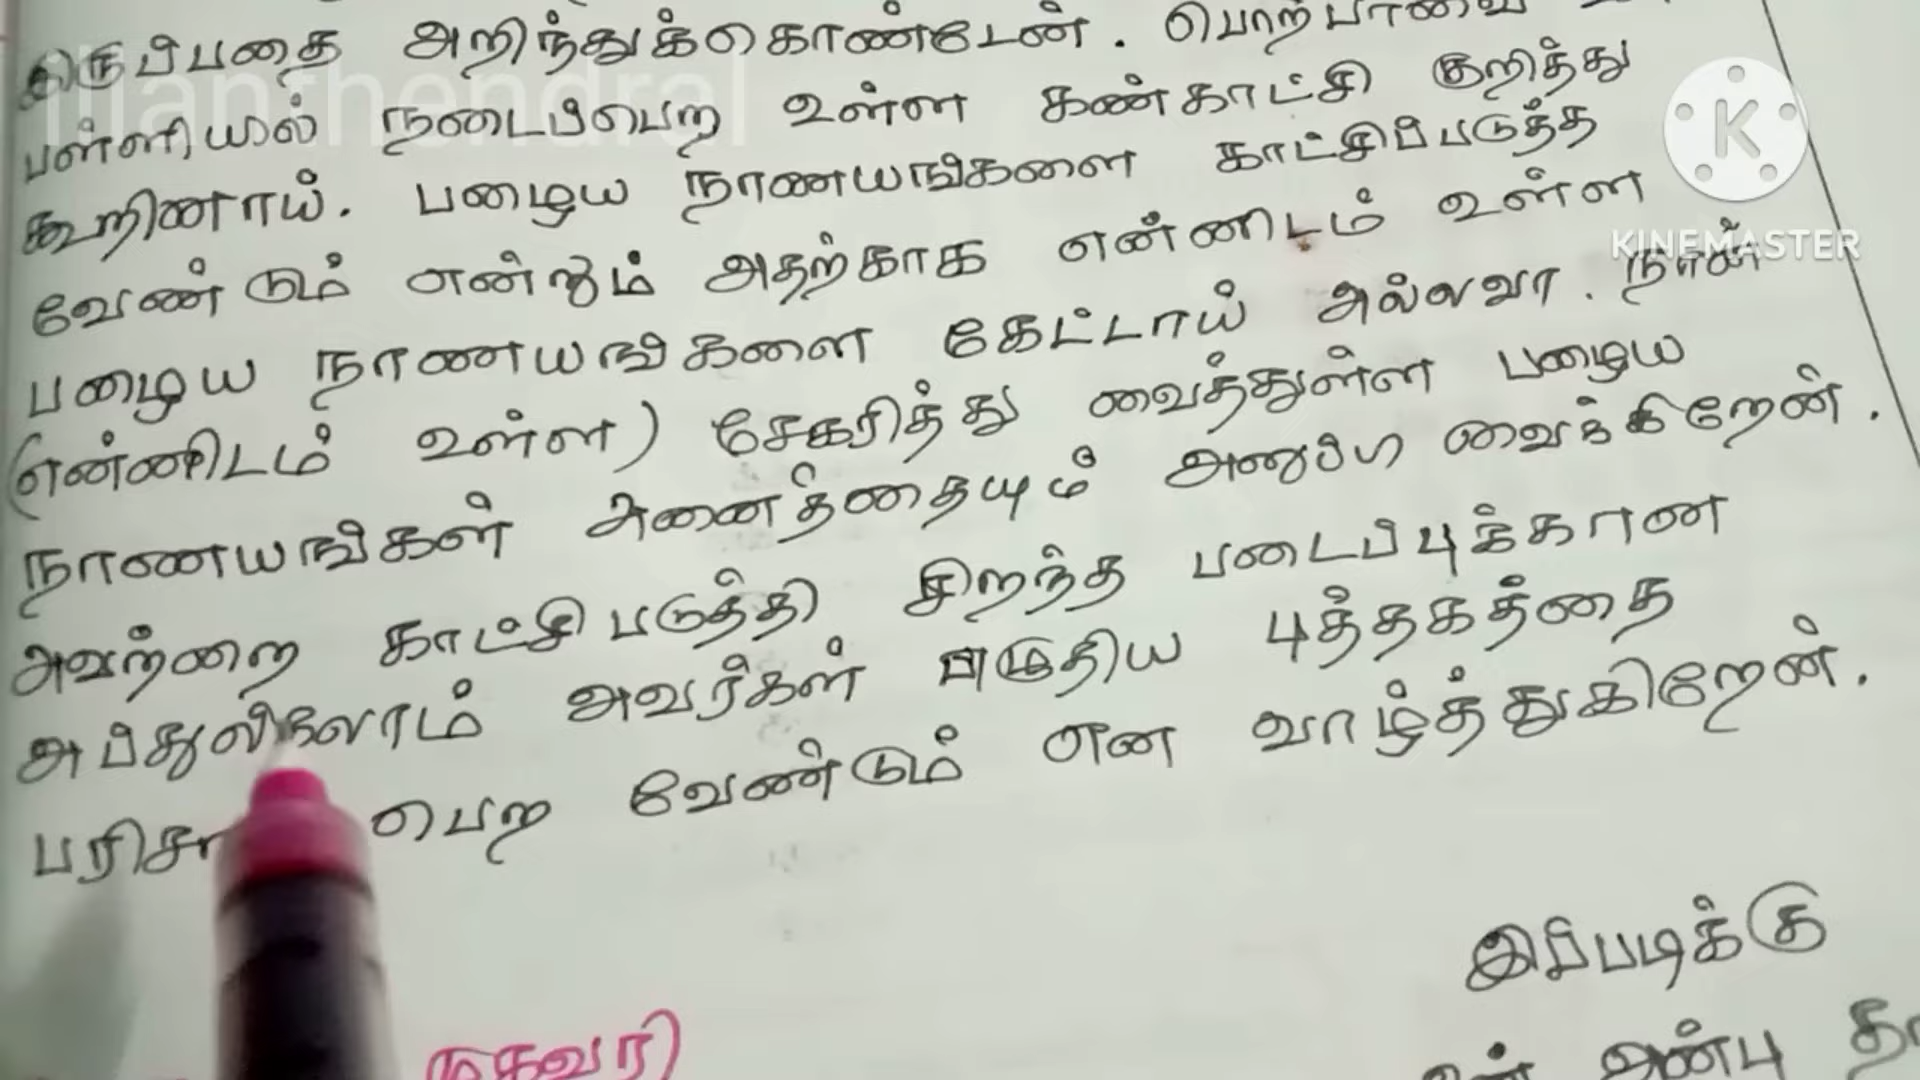 இருப்பதை அறிந்துக்கொண்டேன். பொற்பாவை
பள்ளியில் நடைப்பெற உள்ள கண்காட்சி குறித்து
கூறினாய். பழைய நாணயங்களை காட்சிப்படுத்த
வேண்டும் என்றும் அதற்காக என்னிடம் உள்ள
பழைய நாணயங்களை கேட்டாய் அல்லவா. நான்
(என்னிடம் உள்ள) சேகரித்து வைத்துள்ள பழைய
நாணயங்கள் அனைத்தையும் அனுப்பி வைக்கிறேன்.
அவற்றை காட்சிபடுத்தி சிறந்த படைப்புக்கான
அப்துல்கலாம் அவர்கள் எழுதிய புத்தகத்தை
பரிசாக பெற வேண்டும் என வாழ்த்துகிறேன்.
இப்படிக்கு
அன்பு
முகவரி
ilianthendral
K
KINEMASTER